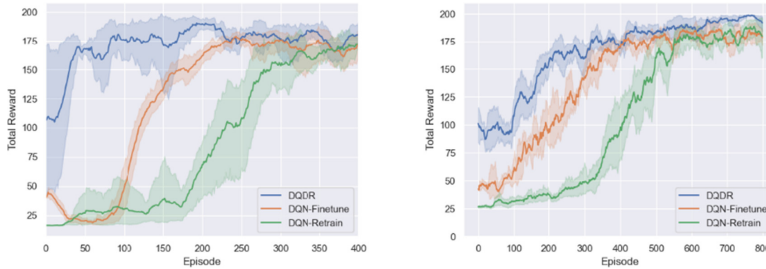 200
175
150
125
100
75
50
25
Total Reward
0 50 100 150 200 250 300 350 400
Episode
DQDR
DQN-Finetune
DQN-Retrain
200
175
150
125
100
75
50
25
0
Total Reward
0 100 200 300 400 500 600 700
Episode
DQDR
DQN-Finetune
DQN-Retrain